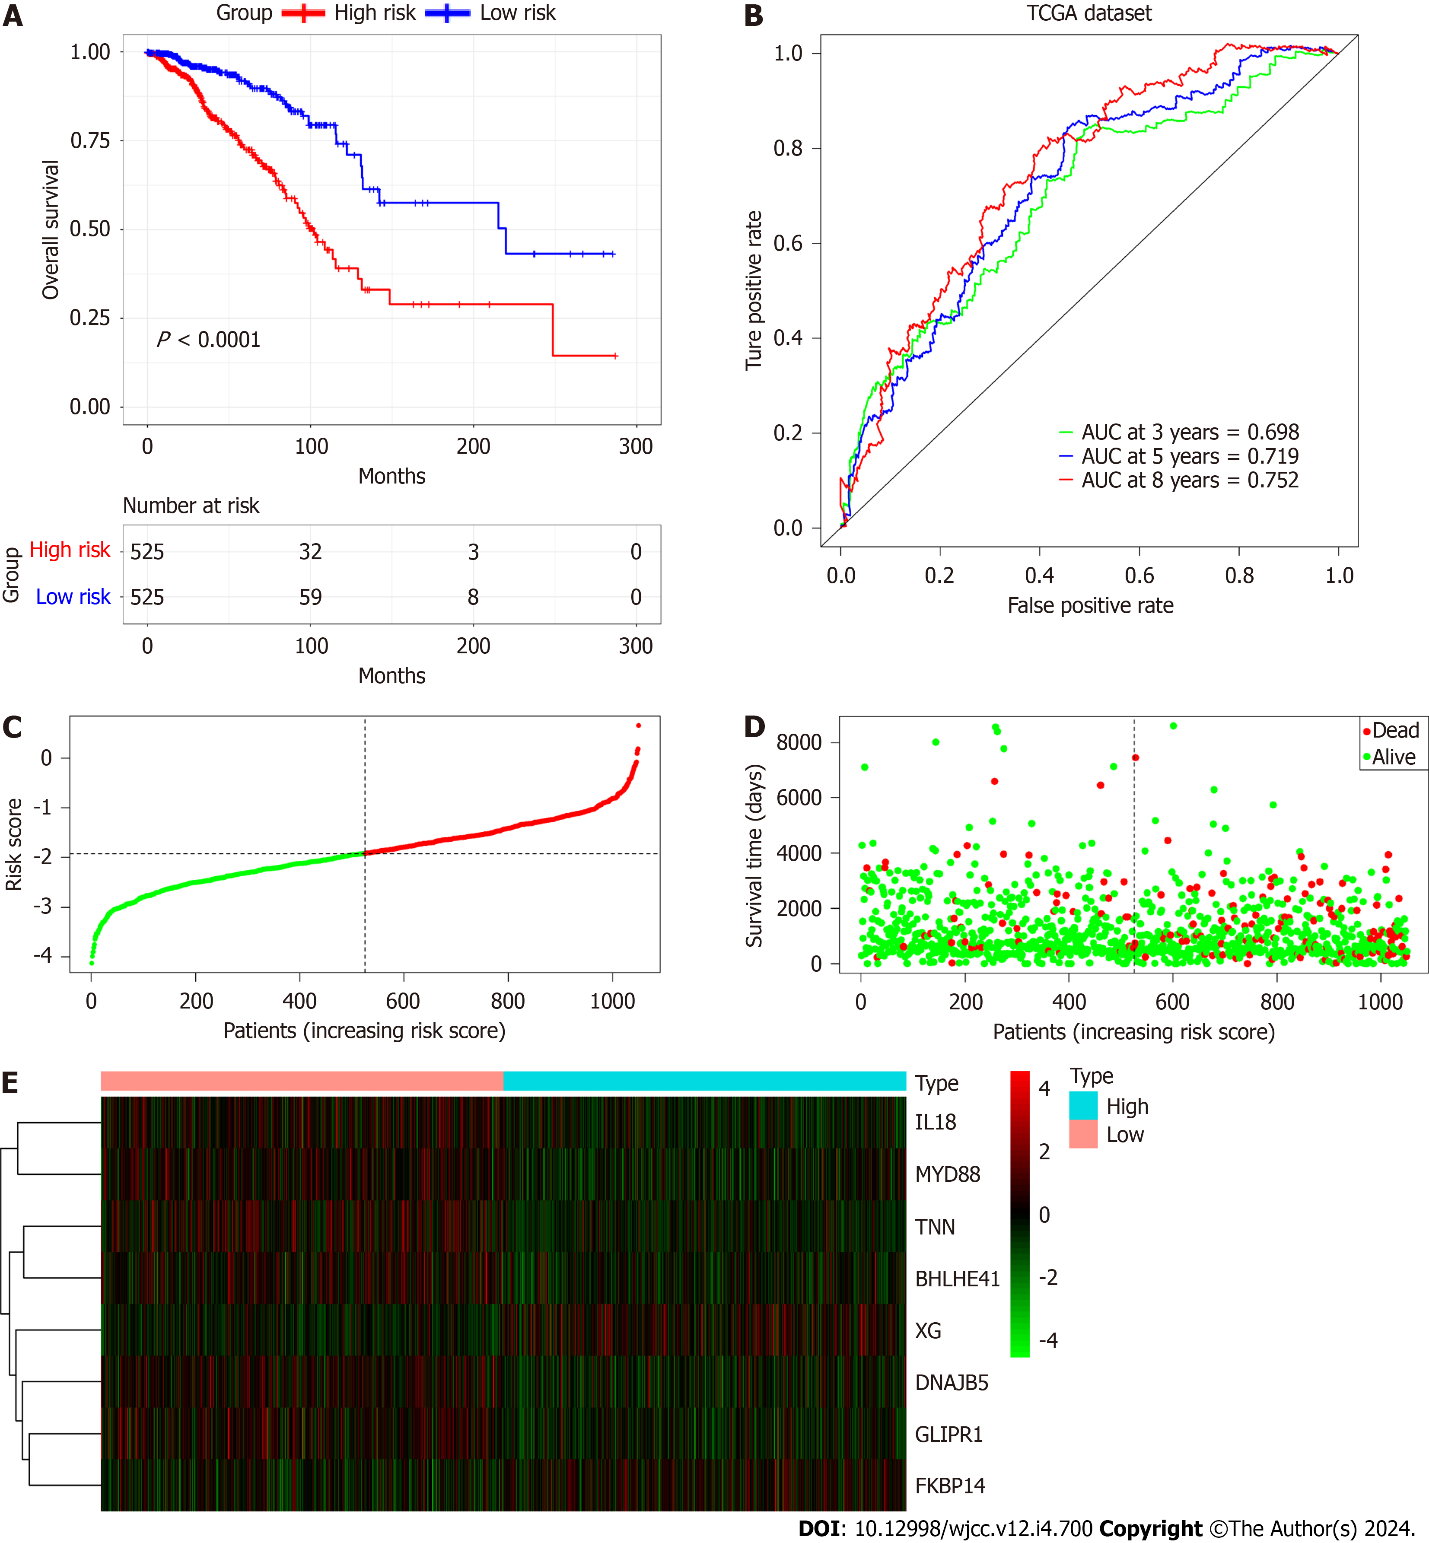 A
Group High risk Low risk
Overall survival
1.00
0.75
0.50
0.25
0.00
P < 0.0001
0 100 200 300
Months
Number at risk
Group
High risk 525 32 3 0
Low risk 525 59 8 0
0 100 200 300
Months
B
TCGA dataset
Ture positive rate
1.0
0.8
0.6
0.4
0.2
0.0
AUC at 3 years = 0.698
AUC at 5 years = 0.719
AUC at 8 years = 0.752
0.0 0.2 0.4 0.6 0.8 1.0
False positive rate
C
Risk score
0
-1
-2
-3
-4
0 200 400 600 800 1000
Patients (increasing risk score)
D
Survival time (days)
8000
6000
4000
2000
0
Dead
Alive
0 200 400 600 800 1000
Patients (increasing risk score)
E
Type
IL18
MYD88
TNN
BHLHE41
XG
DNAJB5
GLIPR1
FKBP14
4
2
0
-2
-4
Type
High
Low
DOI: 10.12998/wjcc.v12.i4.700 Copyright ©The Author(s) 2024.